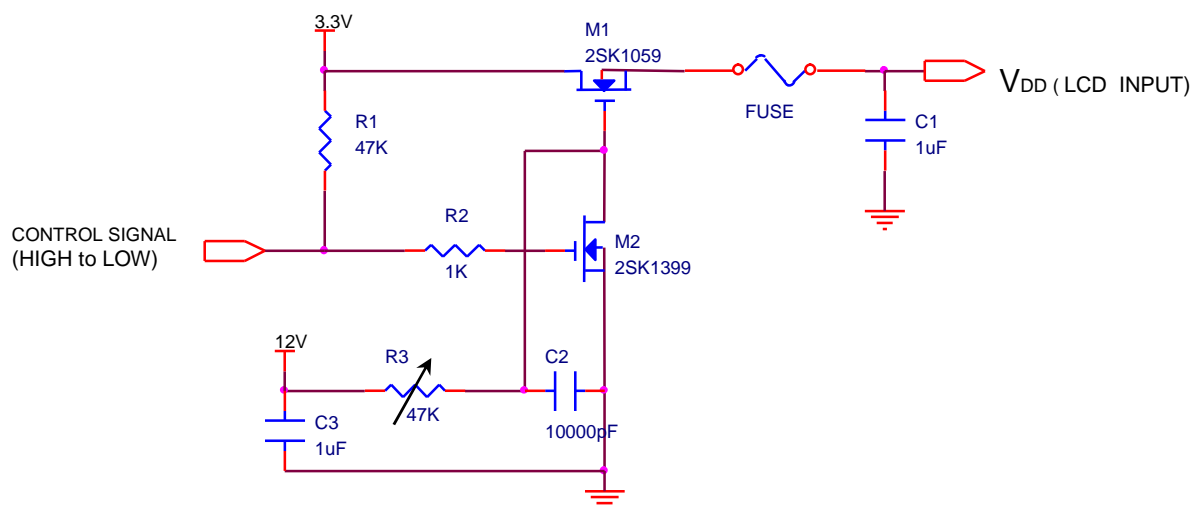 3.3V
M1
2SK1059
FUSE
VDD ( LCD INPUT)
R1
47K
C1
1uF
CONTROL SIGNAL
(HIGH to LOW)
R2
1K
M2
2SK1399
12V
R3
47K
C2
10000pF
C3
1uF